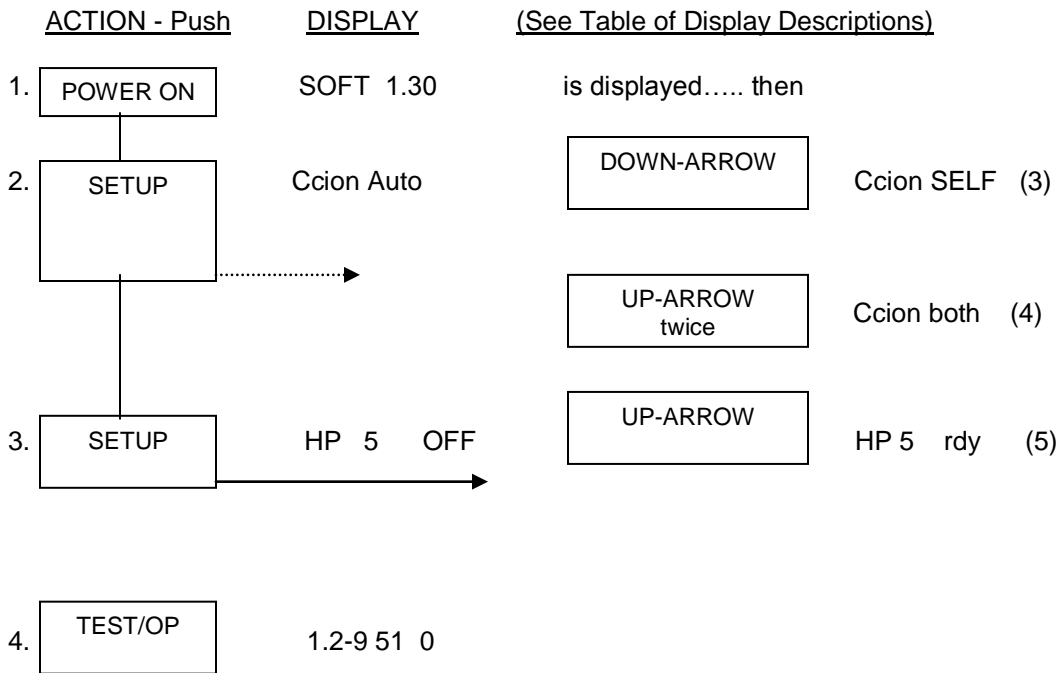 ACTION - Push DISPLAY (See Table of Display Descriptions)
1. POWER ON SOFT 1.30 is displayed….. then
2. SETUP Ccion Auto DOWN-ARROW Ccion SELF (3)
UP-ARROW
twice Ccion both (4)
3. SETUP HP 5 OFF UP-ARROW HP 5 rdy (5)
4. TEST/OP 1.2-9 51 0